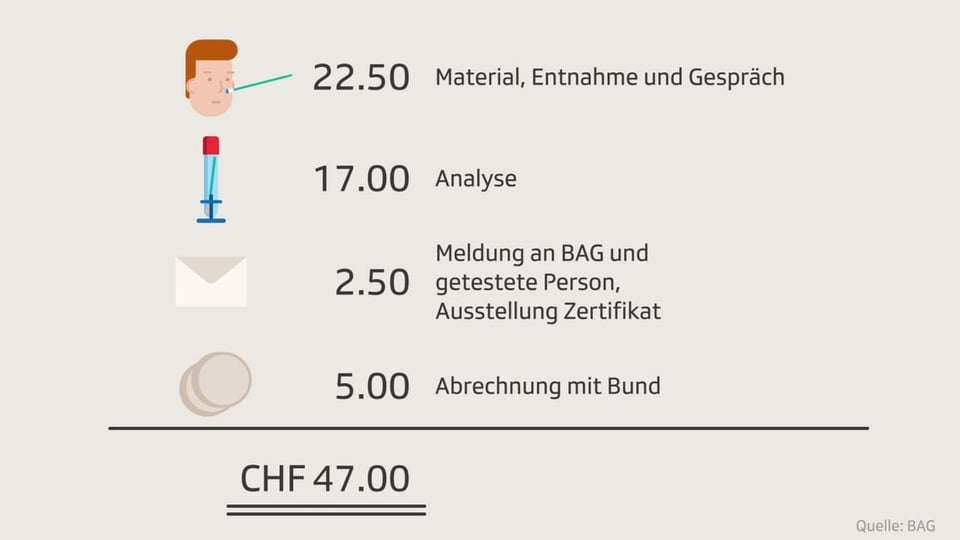 22.50 Material, Entnahme und Gespräch
17.00 Analyse
2.50 Meldung an BAG und
getestete Person,
Ausstellung Zertifikat
5.00 Abrechnung mit Bund
CHF 47.00
Quelle: BAG